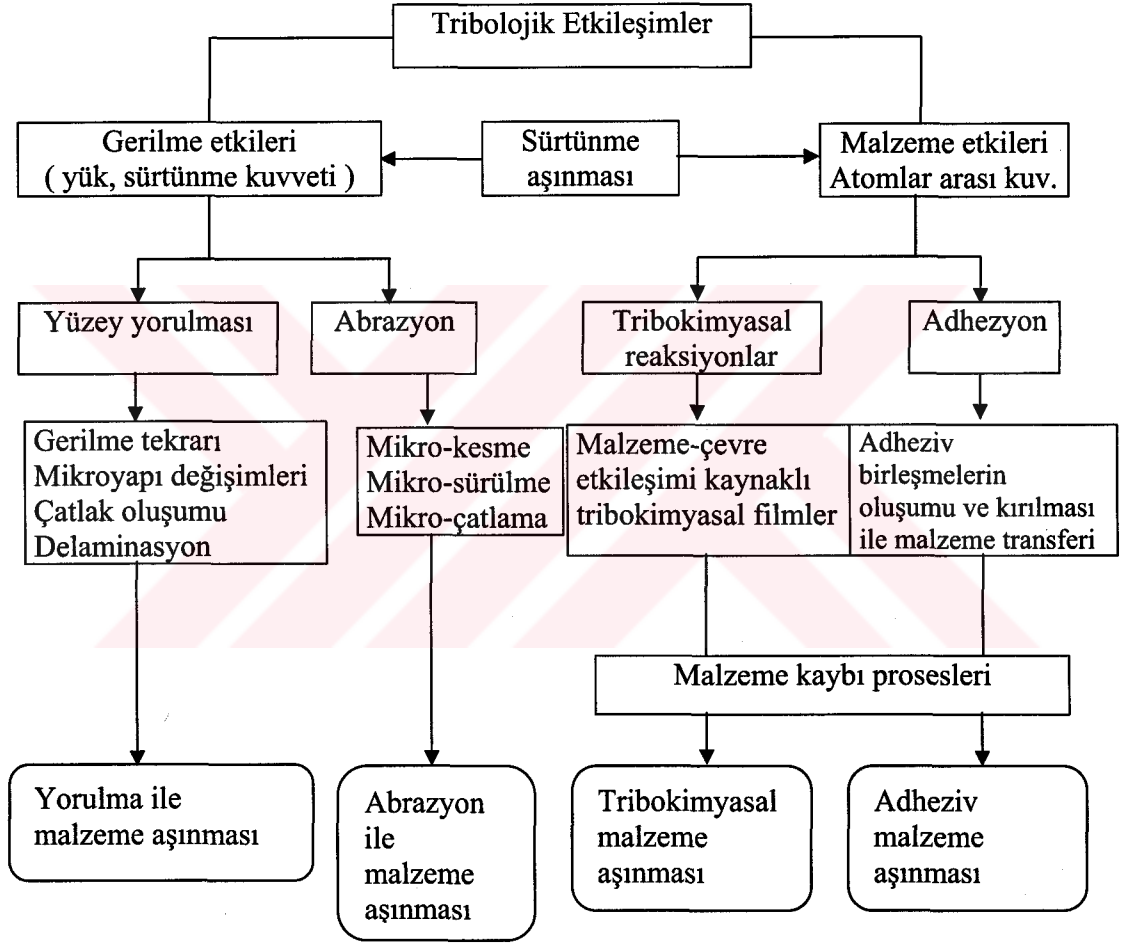 Tribolojik Etkileşimler
Gerilme etkileri
( yük, sürtünme kuvveti )
Sürtünme
aşınması
Malzeme etkileri
Atomlar arası kuv.
Yüzey yorulması
Abrazyon
Tribokimyasal
reaksiyonlar
Adhezyon
Gerilme tekrarı
Mikroyapı değişimleri
Çatlak oluşumu
Delaminasyon
Mikro-kesme
Mikro-sürülme
Mikro-çatlama
Malzeme-çevre
etkileşimi kaynaklı
tribokimyasal filmler
Adheziv
birleşmelerin
oluşumu ve kırılması
ile malzeme transferi
Malzeme kaybı prosesleri
Yorulma ile
malzeme aşınması
Abrazyon
ile
malzeme
aşınması
Tribokimyasal
malzeme
aşınması
Adheziv
malzeme
aşınması